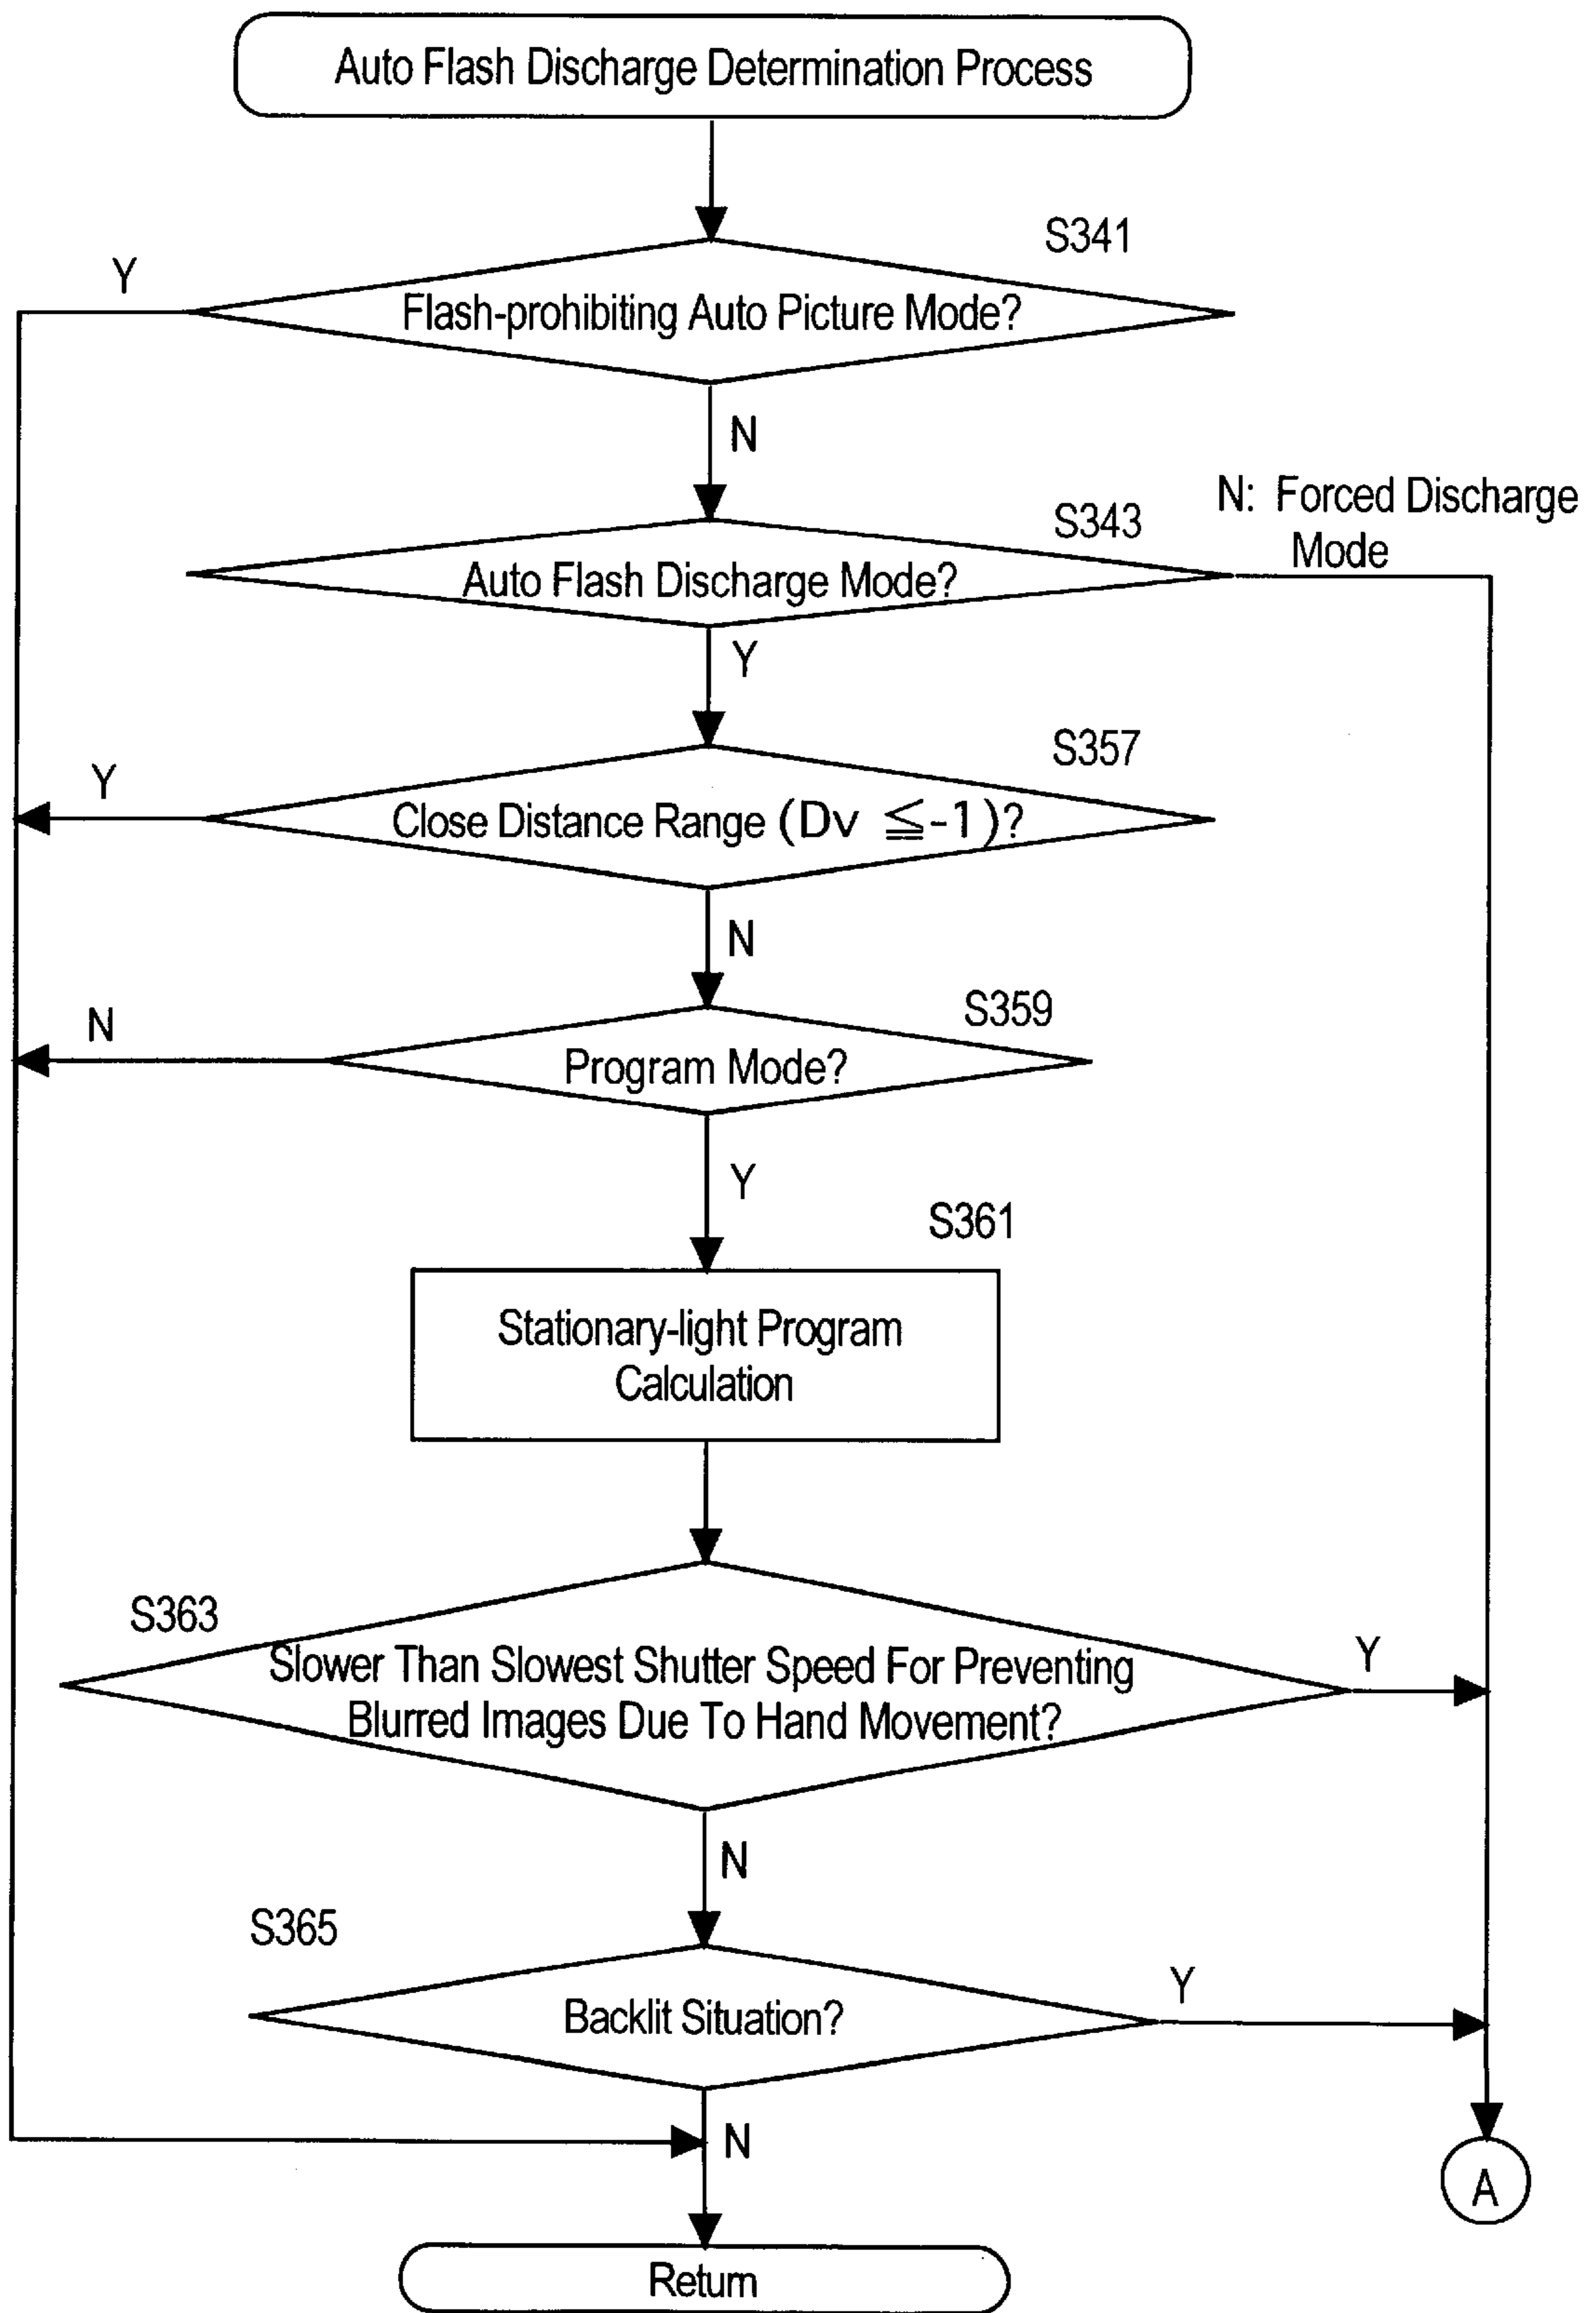 Auto Flash Discharge Determination Process
S341
Y
Flash-prohibiting Auto Picture Mode?
N
N: Forced Discharge
Mode
S343
Auto Flash Discharge Mode?
Y
S357
Y
Close Distance Range (Dv ≦-1)?
N
S359
N
Program Mode?
Y
S361
Stationary-light Program
Calculation
S363
Slower Than Slowest Shutter Speed For Preventing
Blurred Images Due To Hand Movement?
Y
N
S365
Y
Backlit Situation?
N
A
Return